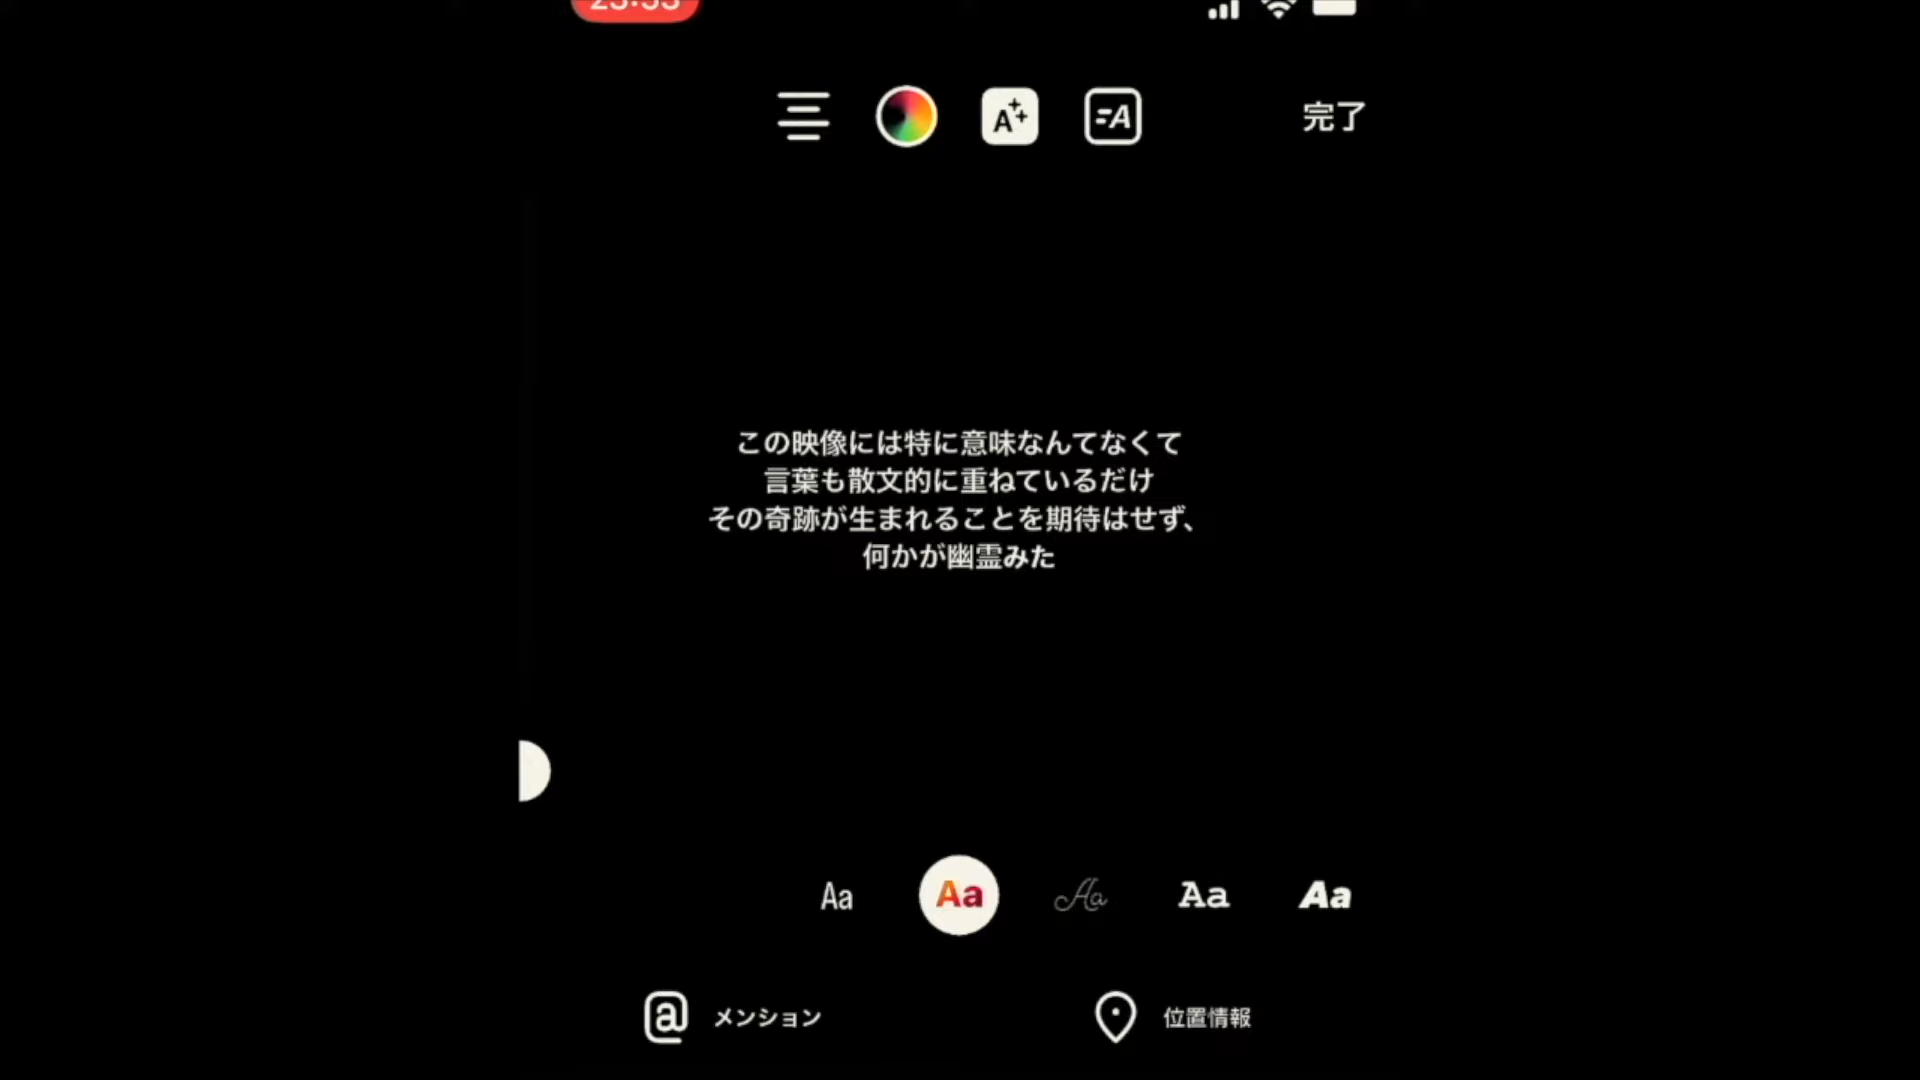 完了
この映像には特に意味なんてなくて
言葉も散文的に重ねているだけ
その奇跡が生まれることを期待はせず、
何かが幽霊みた
Aa Aa Aa Aa Aa
メンション 位置情報